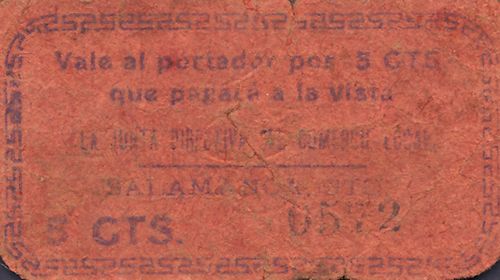 Vale al portador por 5 CTS.
que pagará a la vista
LA JUNTA DIRECTIVA DEL COMERCIO LOCAL
SALAMANCA, GTO.
5 CTS. 0572